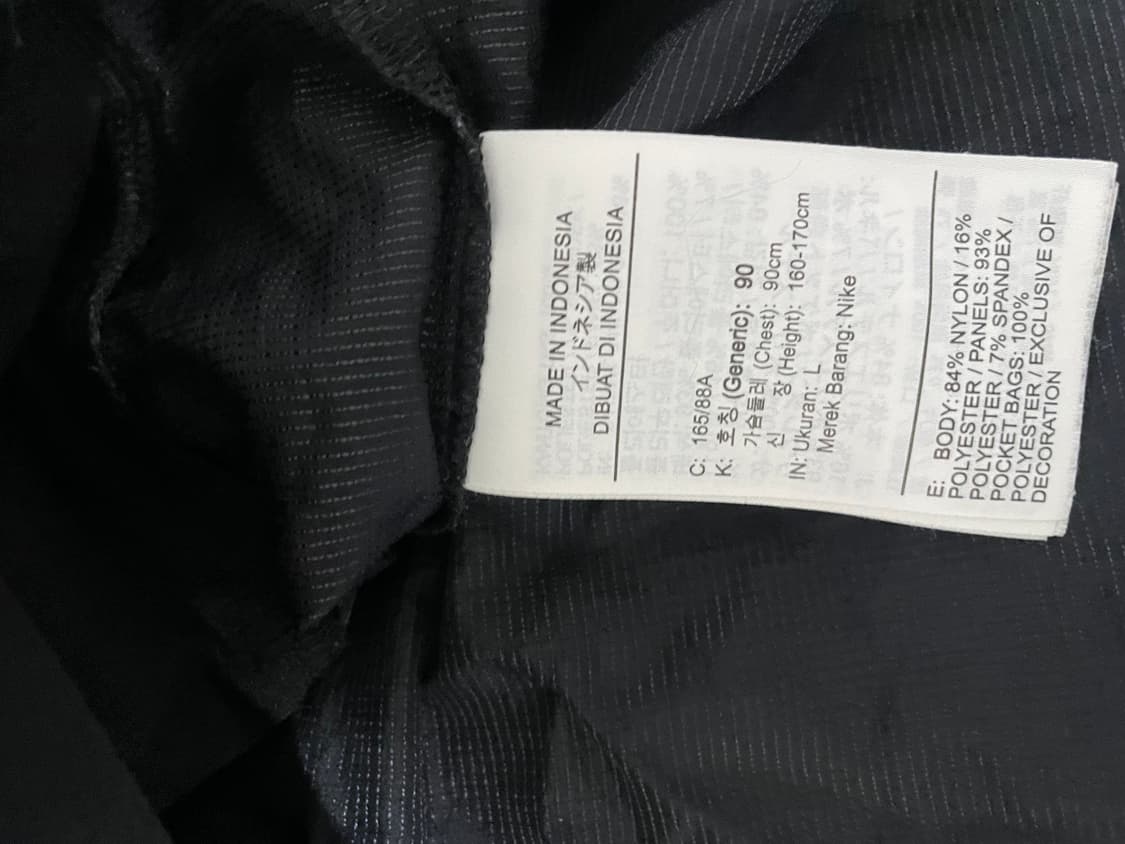 MADE IN INDONESIA
インドネシア製
DIBUAT DI INDONESIA
C: 165/88A
K: 호칭 (Generic): 90
가슴둘레 (Chest): 90cm
신 장 (Height): 160-170cm
IN: Ukuran: L
Merek Barang: Nike
E: BODY: 84% NYLON / 16%
POLYESTER / PANELS: 93%
POLYESTER / 7% SPANDEX /
POCKET BAGS: 100%
POLYESTER / EXCLUSIVE OF
DECORATION